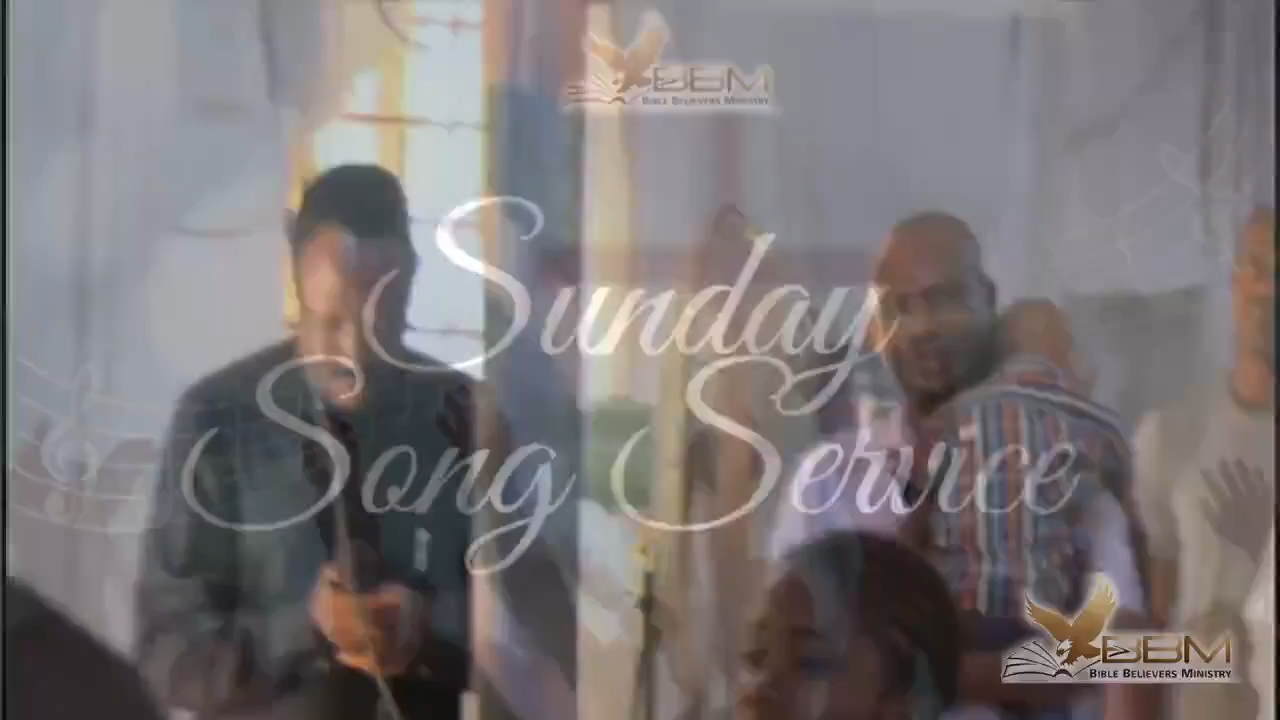 BBM
BIBLE BELIEVERS MINISTRY
Sunday
Song Service
BBM
BIBLE BELIEVERS MINISTRY